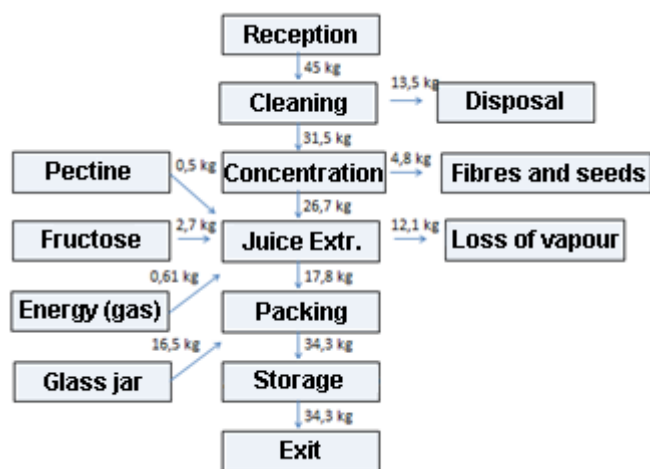 Reception
45 kg
13,5 kg
Cleaning
Disposal
31,5 kg
Pectine
0,5 kg
Concentration
4,8 kg
Fibres and seeds
26,7 kg
Fructose
2,7 kg
Juice Extr.
12,1 kg
Loss of vapour
0,61 kg
17,8 kg
Energy (gas)
Packing
16,5 kg
34,3 kg
Glass jar
Storage
34,3 kg
Exit